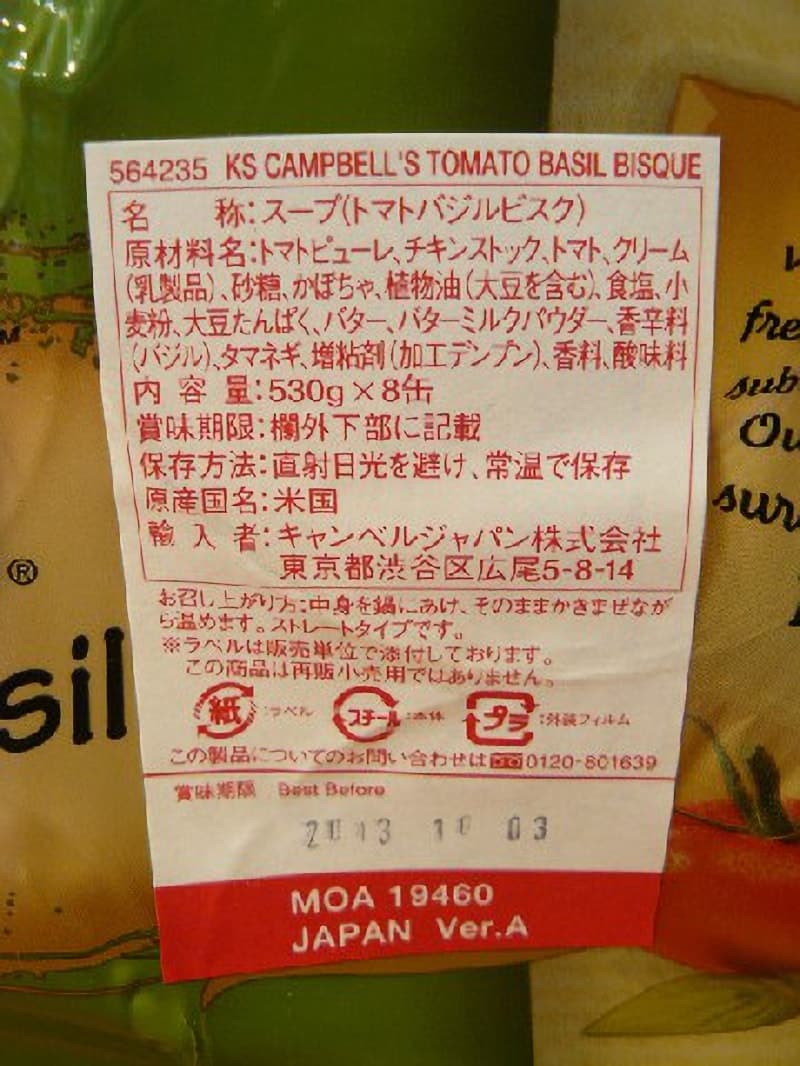 564235 KS CAMPBELL'S TOMATO BASIL BISQUE
名 称:スープ(トマトバジルビスク)
原材料名:トマトピューレ、チキンストック、トマト、クリーム
(乳製品)、砂糖、かぼちゃ、植物油(大豆を含む)、食塩、小
麦粉、大豆たんぱく、バター、バターミルクパウダー、香辛料
(バジル)、タマネギ、増粘剤(加工デンプン)、香料、酸味料
内容量:530g×8缶
賞味期限:欄外下部に記載
保存方法:直射日光を避け、常温で保存
原産国名:米国
輸入者:キャンベルジャパン株式会社
東京都渋谷区広尾5-8-14
お召し上がり方:中身を鍋にあけ、そのままかきまぜなが
ら温めます。ストレートタイプです。
※ラベルは販売単位で添付しております。
この商品は再販小売用ではありません。
紙:ラベル スチール:本体 プラ:外装フィルム
この製品についてのお問い合わせは 0120-801639
賞味期限 Best Before
2013 10 03
MOA 19460
JAPAN Ver.A
®
sil
fre
sub
Ou
sur